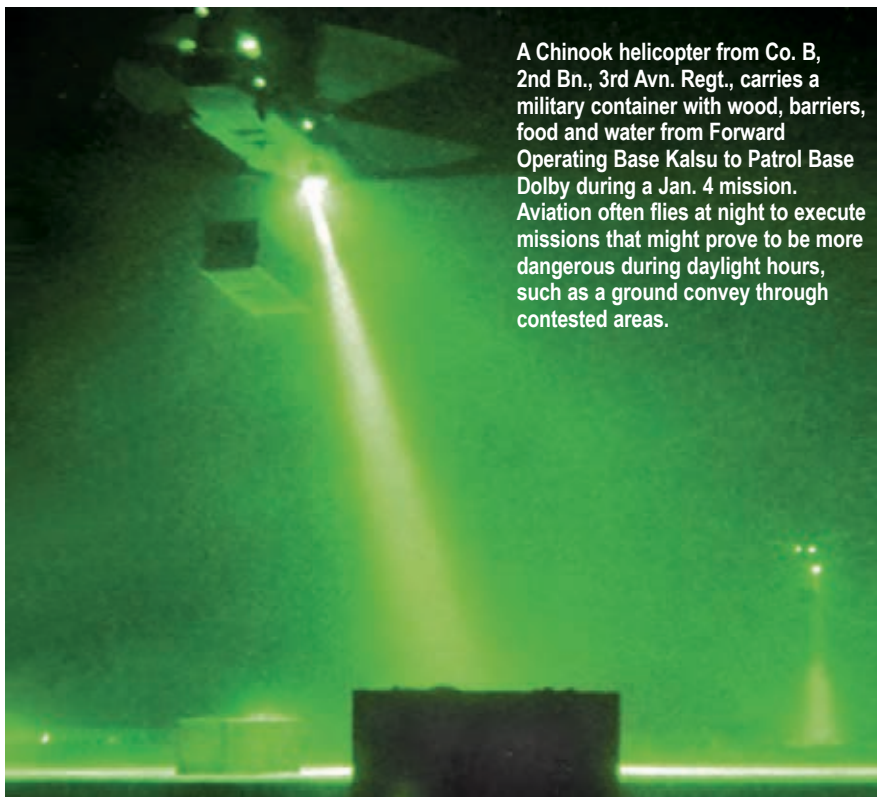 A Chinook helicopter from Co. B,
2nd Bn., 3rd Avn. Regt., carries a
military container with wood, barriers,
food and water from Forward
Operating Base Kalsu to Patrol Base
Dolby during a Jan. 4 mission.
Aviation often flies at night to execute
missions that might prove to be more
dangerous during daylight hours,
such as a ground convey through
contested areas.